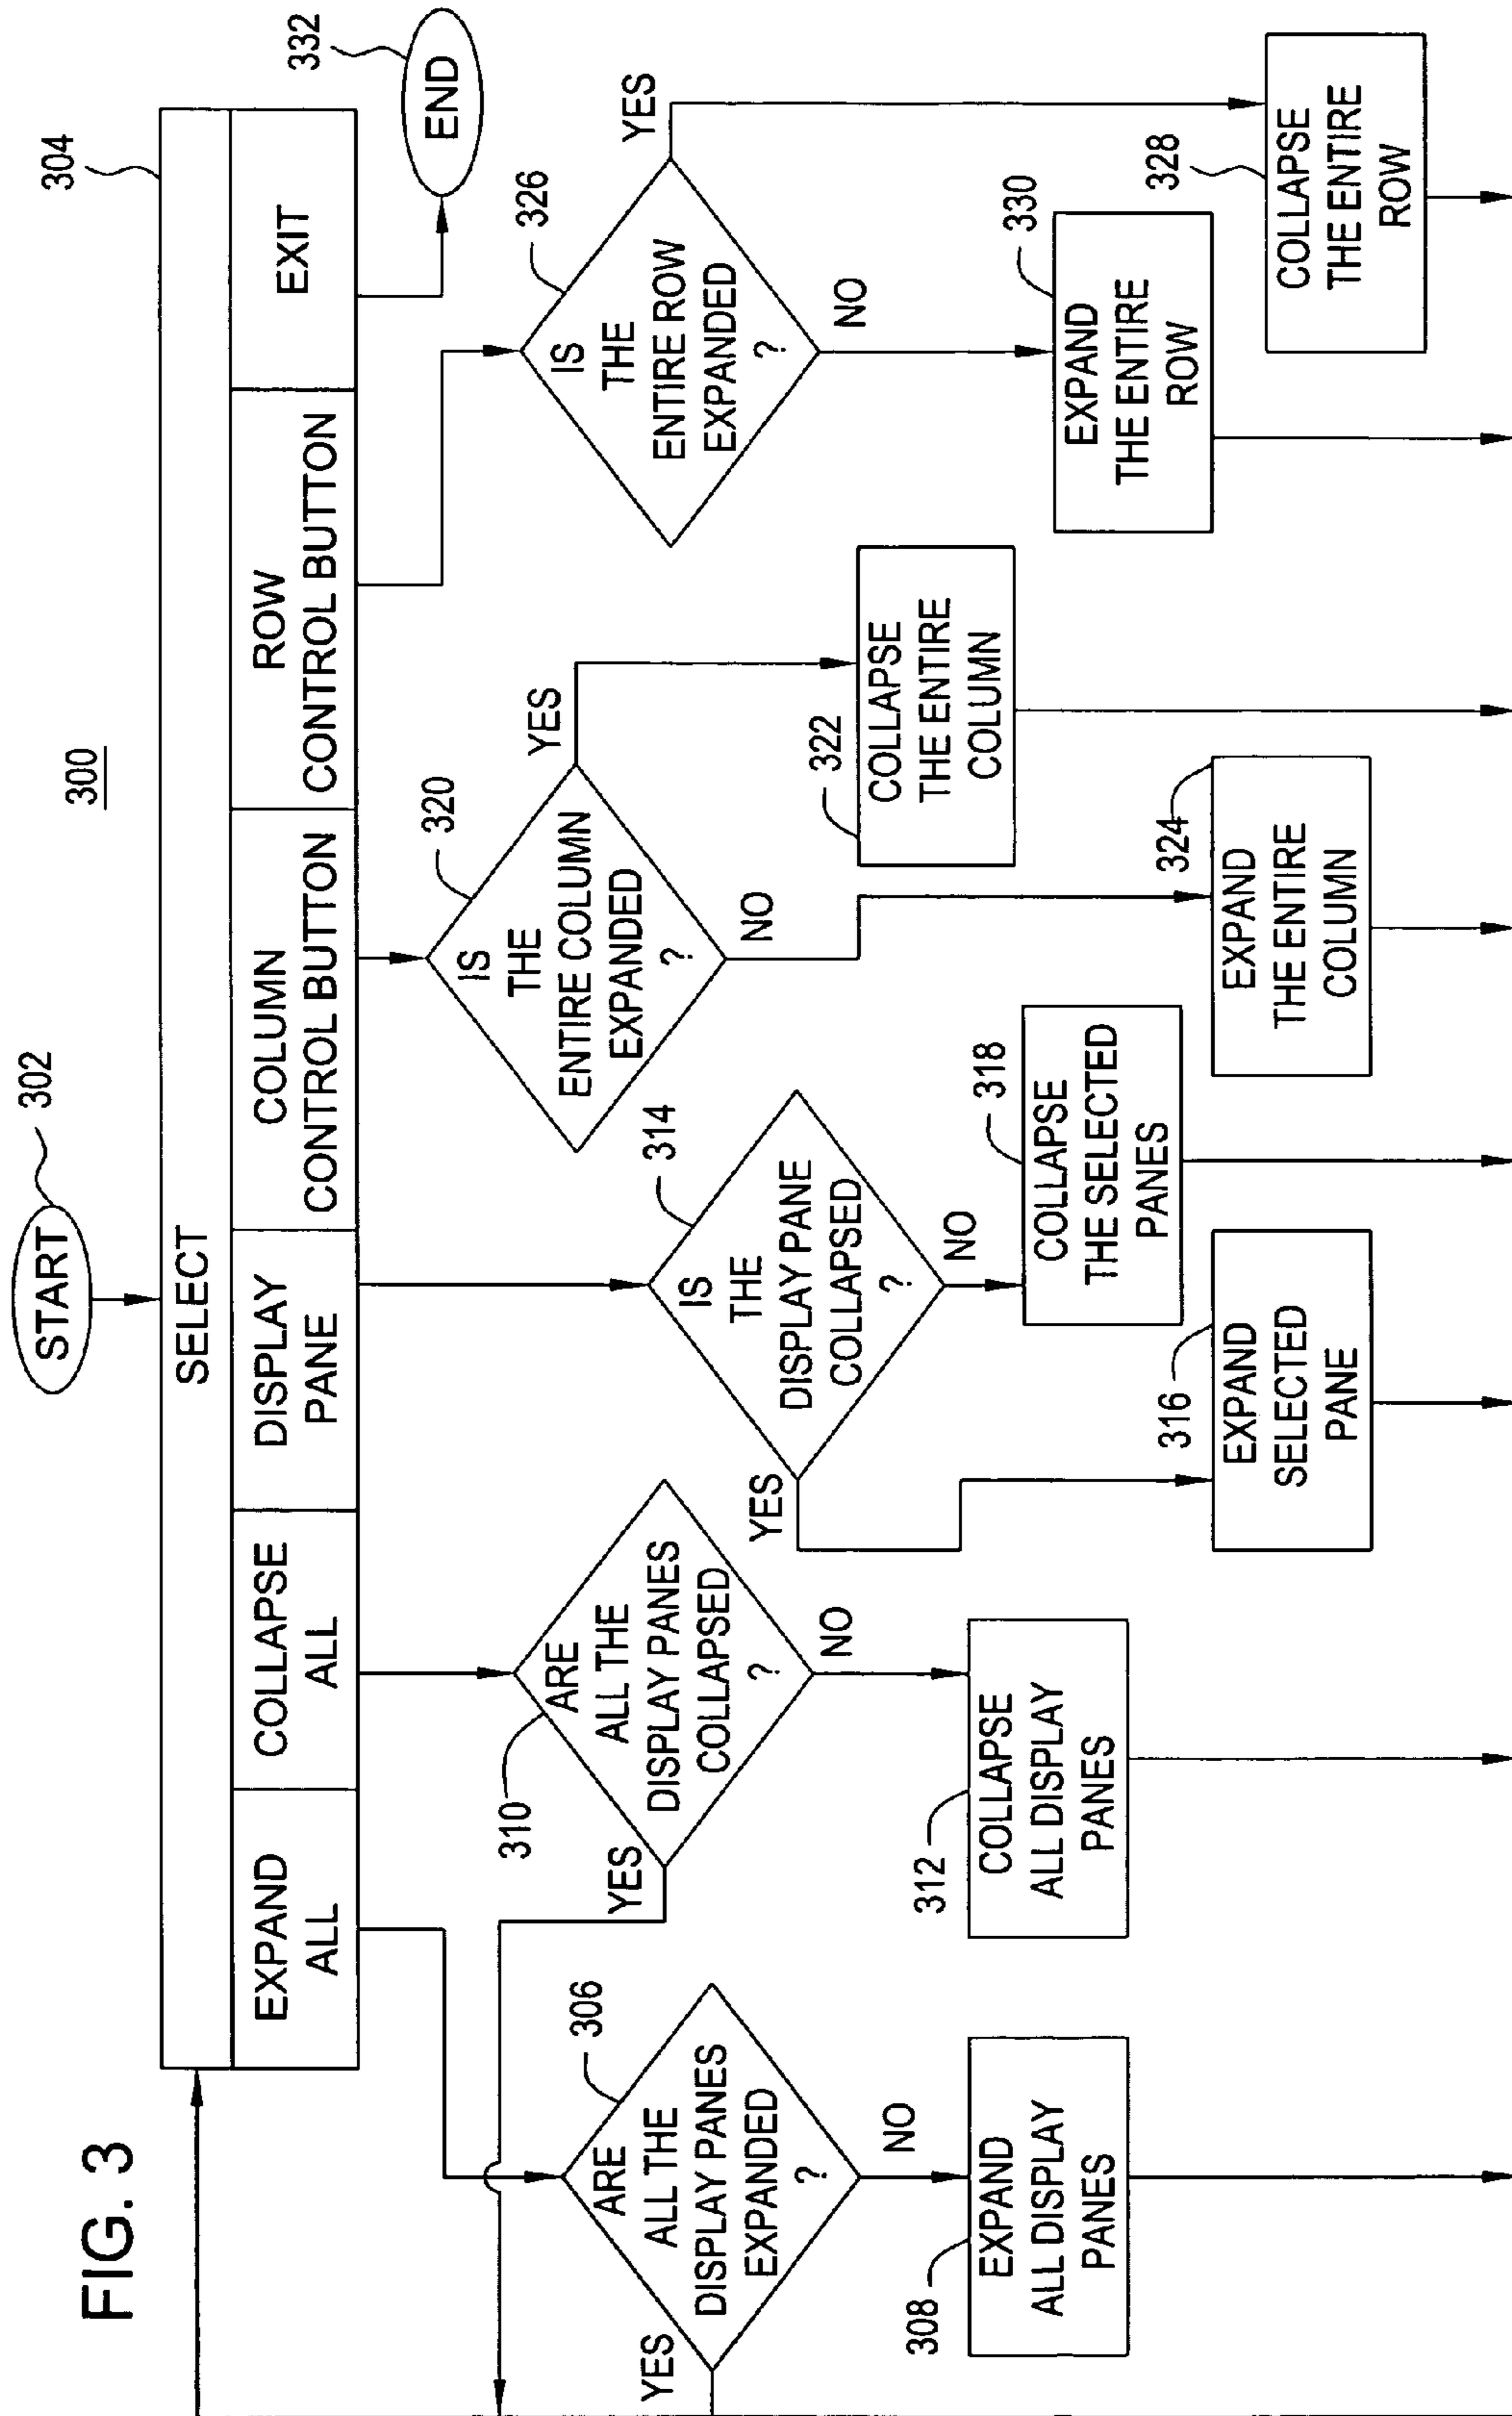 FIG. 3
300
START
302
304
SELECT
EXPAND
ALL
COLLAPSE
ALL
DISPLAY
PANE
COLUMN
CONTROL BUTTON
ROW
CONTROL BUTTON
EXIT
END
332
ARE
ALL THE
DISPLAY PANES
EXPANDED
?
306
YES
NO
EXPAND
ALL DISPLAY
PANES
308
ARE
ALL THE
DISPLAY PANES
COLLAPSED
?
310
YES
NO
COLLAPSE
ALL DISPLAY
PANES
312
IS
THE
DISPLAY PANE
COLLAPSED
?
314
YES
NO
EXPAND
SELECTED
PANE
316
COLLAPSE
THE SELECTED
PANES
318
IS
THE
ENTIRE COLUMN
EXPANDED
?
320
YES
NO
COLLAPSE
THE ENTIRE
COLUMN
322
EXPAND
THE ENTIRE
COLUMN
324
IS
THE
ENTIRE ROW
EXPANDED
?
326
YES
NO
EXPAND
THE ENTIRE
ROW
330
COLLAPSE
THE ENTIRE
ROW
328